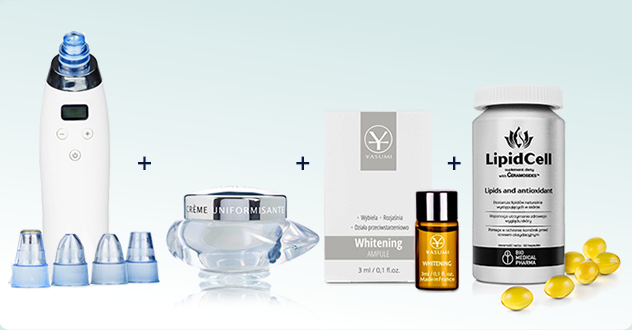 +
+
+
CRÈME UNIFORMISANTE
YASUMI
• Wybiela • Rozjaśnia
• Działa przeciwstarzeniowo
Whitening
AMPULE
3 ml / 0,1 fl.oz.
YASUMI
WHITENING
3ml / 0,1 fl.oz.
Made in France
LipidCell
suplement diety
with CERAMOSIDES™
Lipids and antioxidant
BIO
MEDICAL
PHARMA